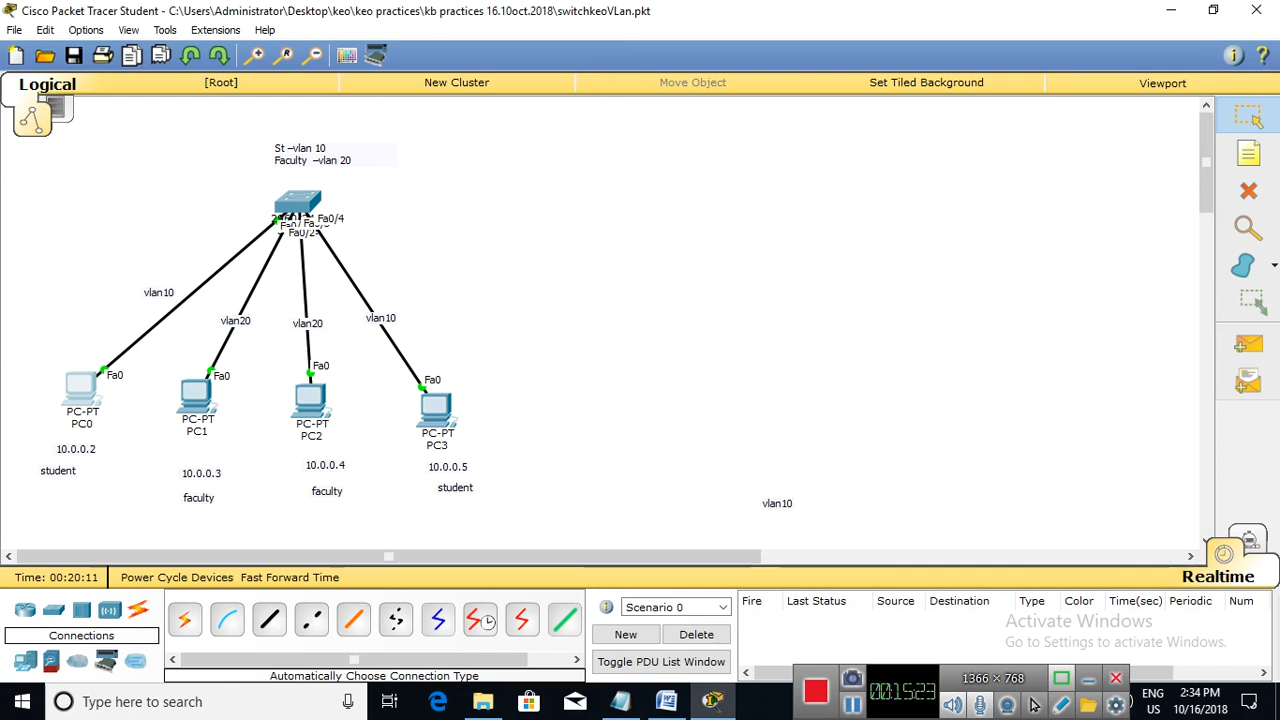 Cisco Packet Tracer Student - C:\Users\Administrator\Desktop\keo\keo practices\kb practices 16.10oct.2018\switchkeoVLan.pkt
File Edit Options View Tools Extensions Help
Logical [Root] New Cluster Move Object Set Tiled Background Viewport
St –vlan 10
Faculty –vlan 20
Fa0/4
Fa0/2
vlan10
vlan20
vlan20
vlan10
Fa0
Fa0
Fa0
Fa0
PC-PT
PC0
PC-PT
PC1
PC-PT
PC2
PC-PT
PC3
10.0.0.2
student
10.0.0.3
faculty
10.0.0.4
faculty
10.0.0.5
student
vlan10
Time: 00:20:11 Power Cycle Devices Fast Forward Time
Realtime
Connections
Automatically Choose Connection Type
Scenario 0
New Delete
Toggle PDU List Window
Fire Last Status Source Destination Type Color Time(sec) Periodic Num
Activate Windows
Go to Settings to activate Windows.
00:15:23
1366 × 768
Type here to search
ENG
US
2:34 PM
10/16/2018